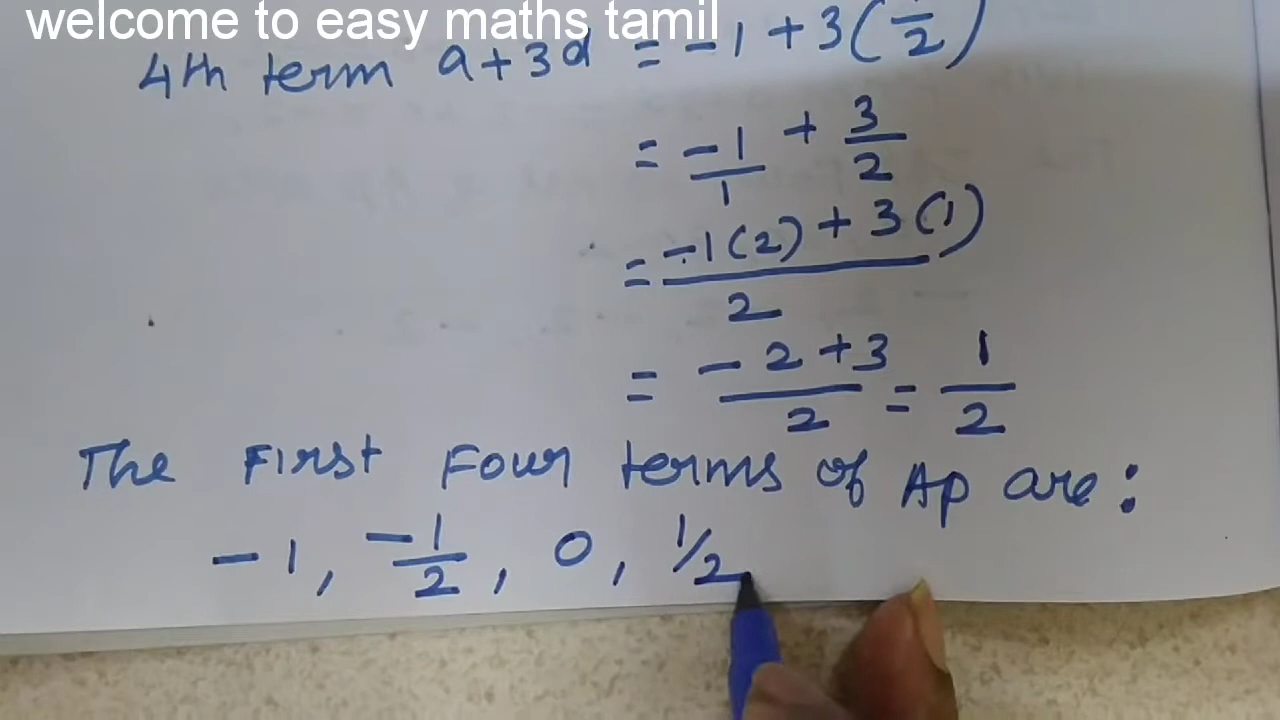 welcome to easy maths tamil
4th term a+3d = -1 + 3(1/2)
= -1/1 + 3/2
= -1(2) + 3(1)/2
= -2+3/2 = 1/2
The First Four terms of AP are:
-1, -1/2, 0, 1/2